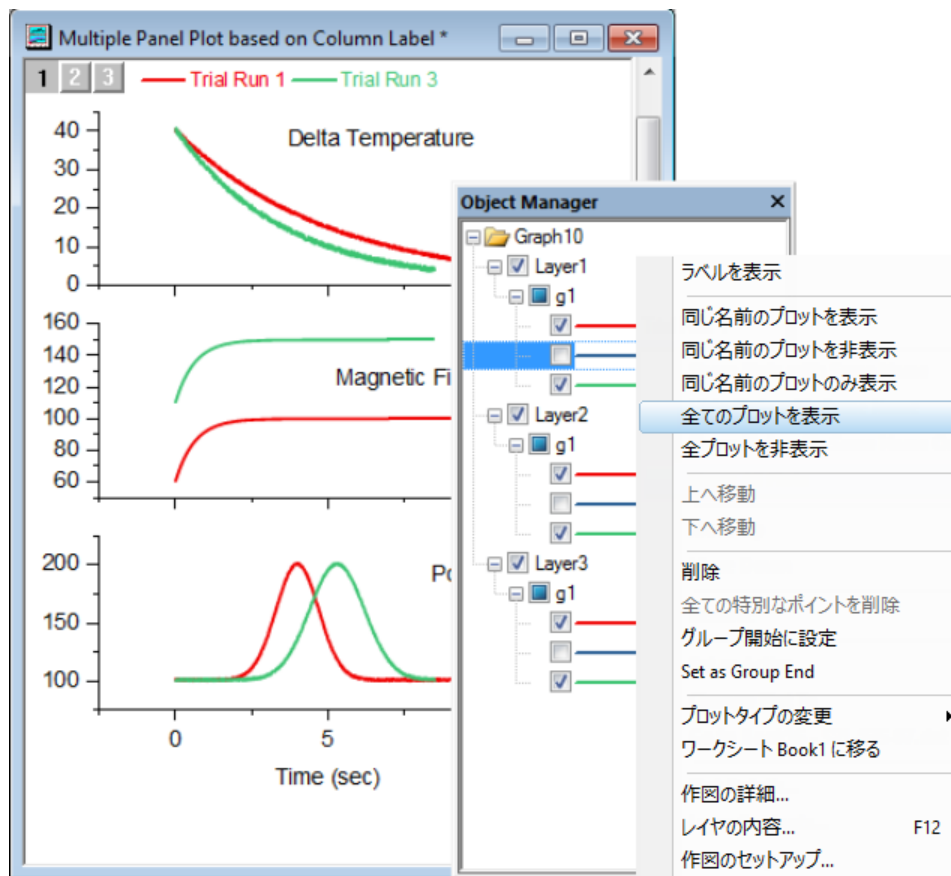 Multiple Panel Plot based on Column Label *
1 2 3 Trial Run 1 Trial Run 3
Delta Temperature
40
30
20
10
0
160
140
120
100
80
60
Magnetic Fi
200
150
100
Po
0 5
Time (sec)
Object Manager
Graph10
Layer1
g1
Layer2
g1
Layer3
g1
ラベルを表示
同じ名前のプロットを表示
同じ名前のプロットを非表示
同じ名前のプロットのみ表示
全てのプロットを表示
全プロットを非表示
上へ移動
下へ移動
削除
全ての特別なポイントを削除
グループ開始に設定
Set as Group End
プロットタイプの変更
ワークシート Book1 に移る
作図の詳細...
レイヤの内容... F12
作図のセットアップ...